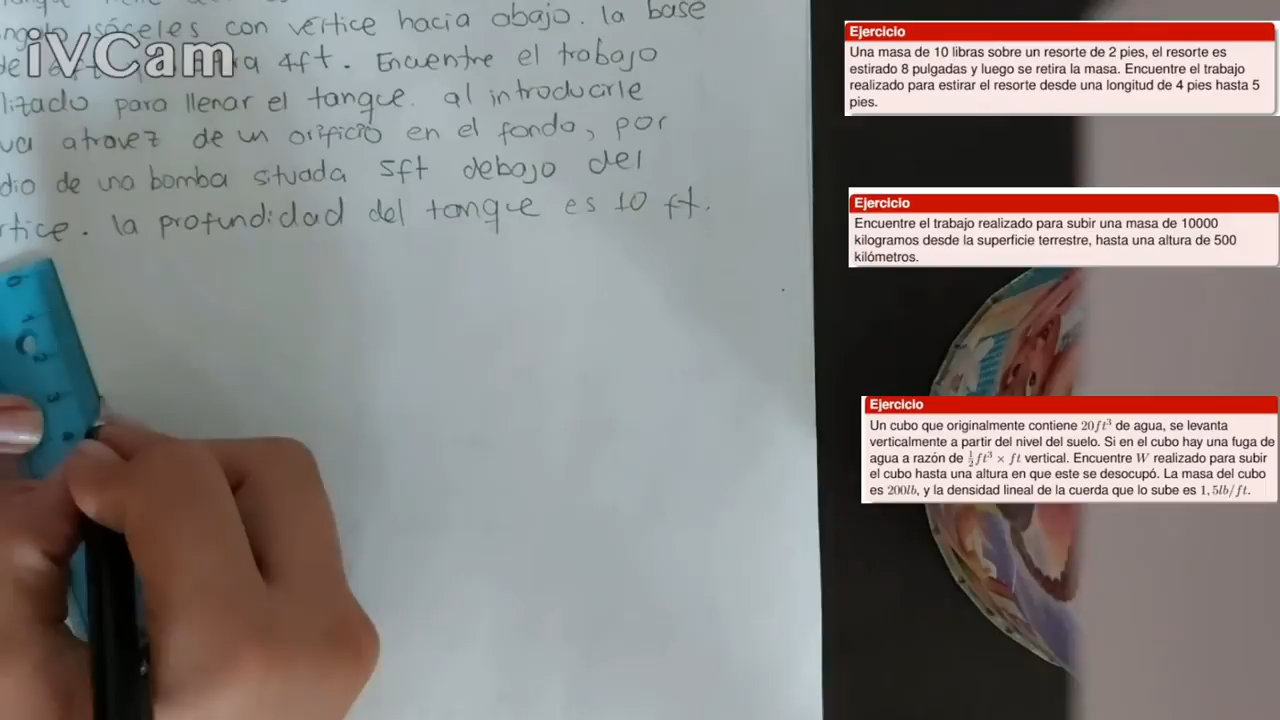 ngulo isóceles con vértice hacia abajo. la base
iVCam
4ft. Encuentre el trabajo
lizado para llenar el tanque. al introducirle
ua atravez de un orificio en el fondo, por
dio de una bomba situada 5ft debajo del
rtice. la profundidad del tanque es 10 ft.
0
1
2
3
4
Ejercicio
Una masa de 10 libras sobre un resorte de 2 pies, el resorte es
estirado 8 pulgadas y luego se retira la masa. Encuentre el trabajo
realizado para estirar el resorte desde una longitud de 4 pies hasta 5
pies.
Ejercicio
Encuentre el trabajo realizado para subir una masa de 10000
kilogramos desde la superficie terrestre, hasta una altura de 500
kilómetros.
Ejercicio
Un cubo que originalmente contiene 20ft³ de agua, se levanta
verticalmente a partir del nivel del suelo. Si en el cubo hay una fuga de
agua a razón de ½ft³ × ft vertical. Encuentre W realizado para subir
el cubo hasta una altura en que este se desocupó. La masa del cubo
es 200lb, y la densidad lineal de la cuerda que lo sube es 1,5lb/ft.